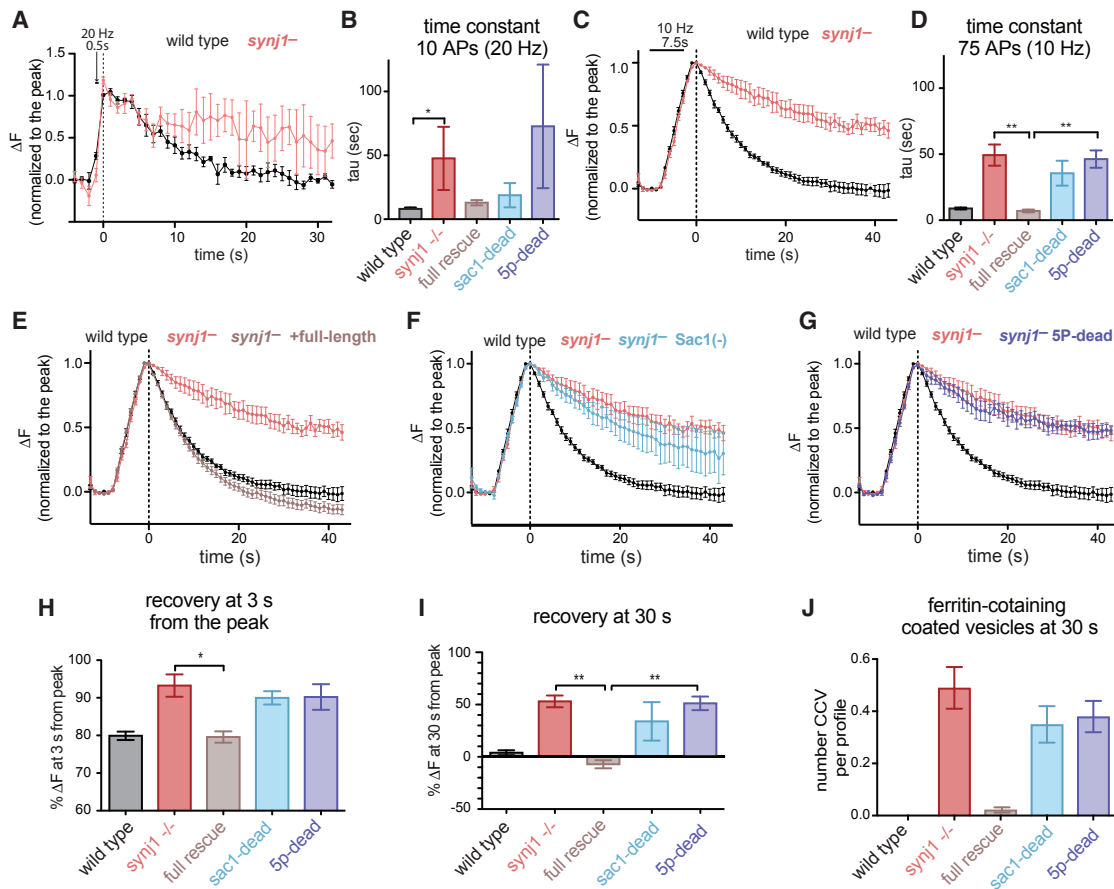 A
20 Hz
0.5s
wild type synj1–
1.5
1.0
0.5
0.0
ΔF
(normalized to the peak)
0
10
20
30
time (s)
B
time constant
10 APs (20 Hz)
100
50
0
tau (sec)
*
wild type
synj1 -/-
full rescue
sac1-dead
5p-dead
C
10 Hz
7.5s
wild type synj1–
1.0
0.5
0.0
ΔF
(normalized to the peak)
0
20
40
time (s)
D
time constant
75 APs (10 Hz)
100
50
0
tau (sec)
** **
wild type
synj1 -/-
full rescue
sac1-dead
5p-dead
E
wild type synj1– synj1– +full-length
1.0
0.5
0.0
ΔF
(normalized to the peak)
0
20
40
time (s)
F
wild type synj1– synj1– Sac1(-)
1.0
0.5
0.0
ΔF
(normalized to the peak)
0
20
40
time (s)
G
wild type synj1– synj1– 5P-dead
1.0
0.5
0.0
ΔF
(normalized to the peak)
0
20
40
time (s)
H
recovery at 3 s
from the peak
100
90
80
70
60
% ΔF at 3 s from peak
*
wild type
synj1 -/-
full rescue
sac1-dead
5p-dead
I
recovery at 30 s
100
50
0
-50
% ΔF at 30 s from peak
** **
wild type
synj1 -/-
full rescue
sac1-dead
5p-dead
J
ferritin-cotaining
coated vesicles at 30 s
0.6
0.4
0.2
0.0
number CCV
per profile
wild type
synj1 -/-
full rescue
sac1-dead
5p-dead